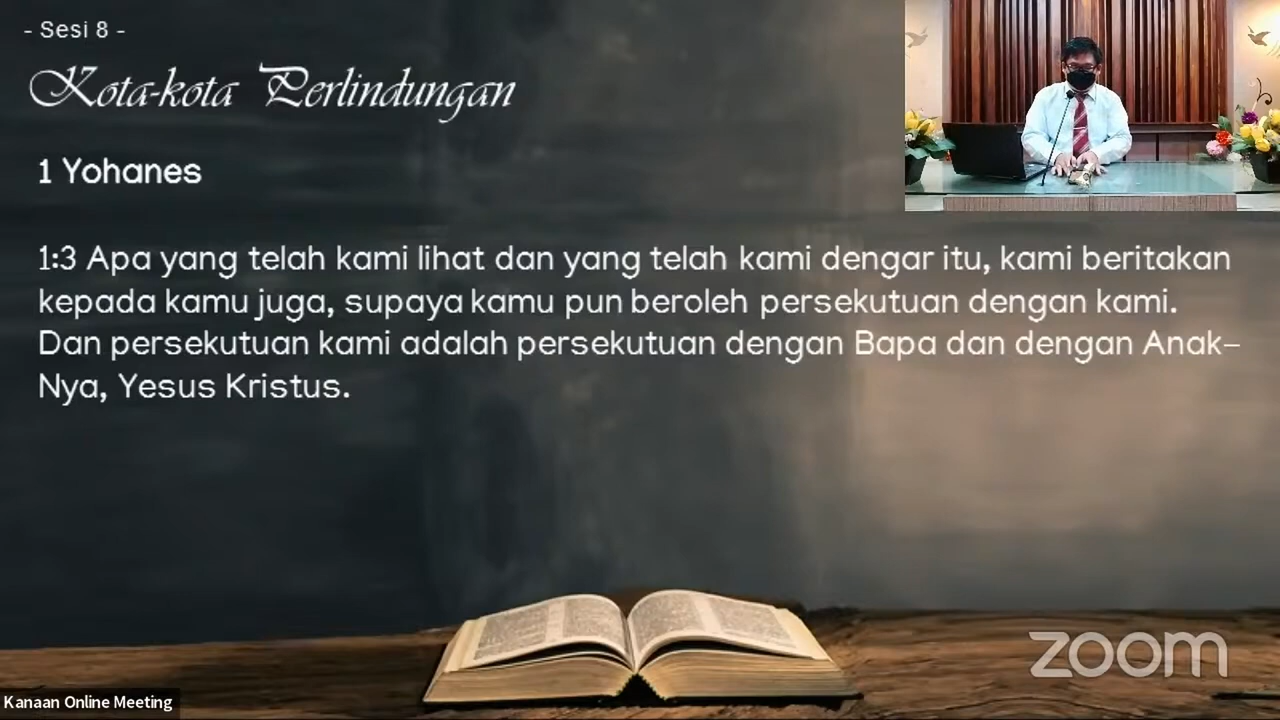 - Sesi 8 -
Kota-kota Perlindungan
1 Yohanes
1:3 Apa yang telah kami lihat dan yang telah kami dengar itu, kami beritakan
kepada kamu juga, supaya kamu pun beroleh persekutuan dengan kami.
Dan persekutuan kami adalah persekutuan dengan Bapa dan dengan Anak-
Nya, Yesus Kristus.
zoom
Kanaan Online Meeting